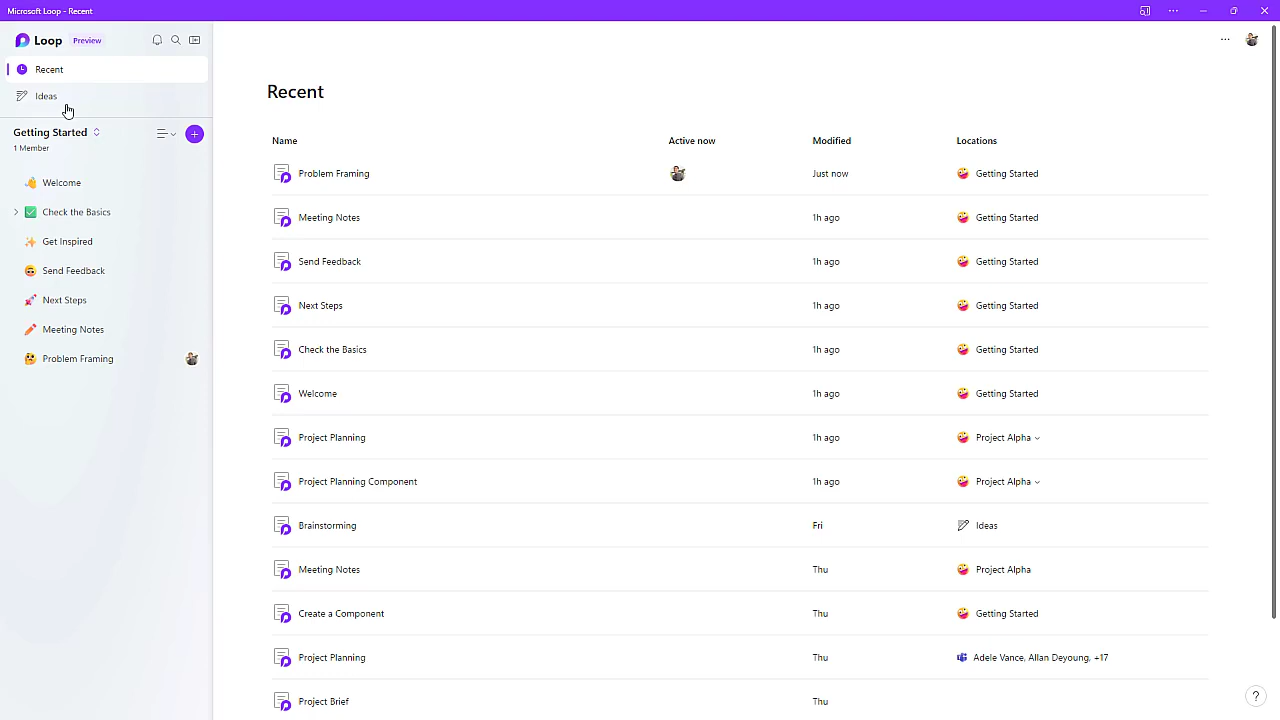 Microsoft Loop - Recent
Loop Preview
Recent
Ideas
Getting Started
1 Member
Welcome
Check the Basics
Get Inspired
Send Feedback
Next Steps
Meeting Notes
Problem Framing
Recent
Name Active now Modified Locations
Problem Framing Just now Getting Started
Meeting Notes 1h ago Getting Started
Send Feedback 1h ago Getting Started
Next Steps 1h ago Getting Started
Check the Basics 1h ago Getting Started
Welcome 1h ago Getting Started
Project Planning 1h ago Project Alpha
Project Planning Component 1h ago Project Alpha
Brainstorming Fri Ideas
Meeting Notes Thu Project Alpha
Create a Component Thu Getting Started
Project Planning Thu Adele Vance, Allan Deyoung, +17
Project Brief Thu
?